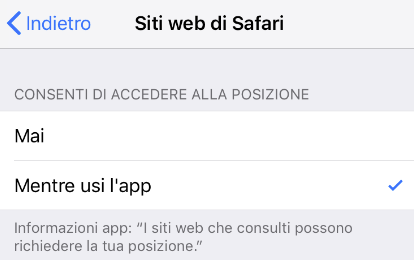 Indietro
Siti web di Safari
CONSENTI DI ACCEDERE ALLA POSIZIONE
Mai
Mentre usi l'app
Informazioni app: “I siti web che consulti possono
richiedere la tua posizione.”